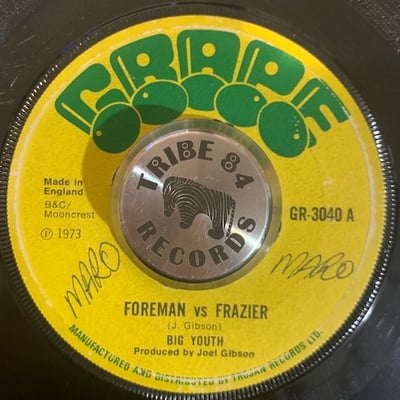 GRAPE
TRIBE 84
RECORDS
Made in
England
B&C/
Mooncrest
℗ 1973
GR-3040 A
MARO
MARO
FOREMAN vs FRAZIER
(J. Gibson)
BIG YOUTH
Produced by Joel Gibson
MANUFACTURED AND DISTRIBUTED BY TROJAN RECORDS LTD.